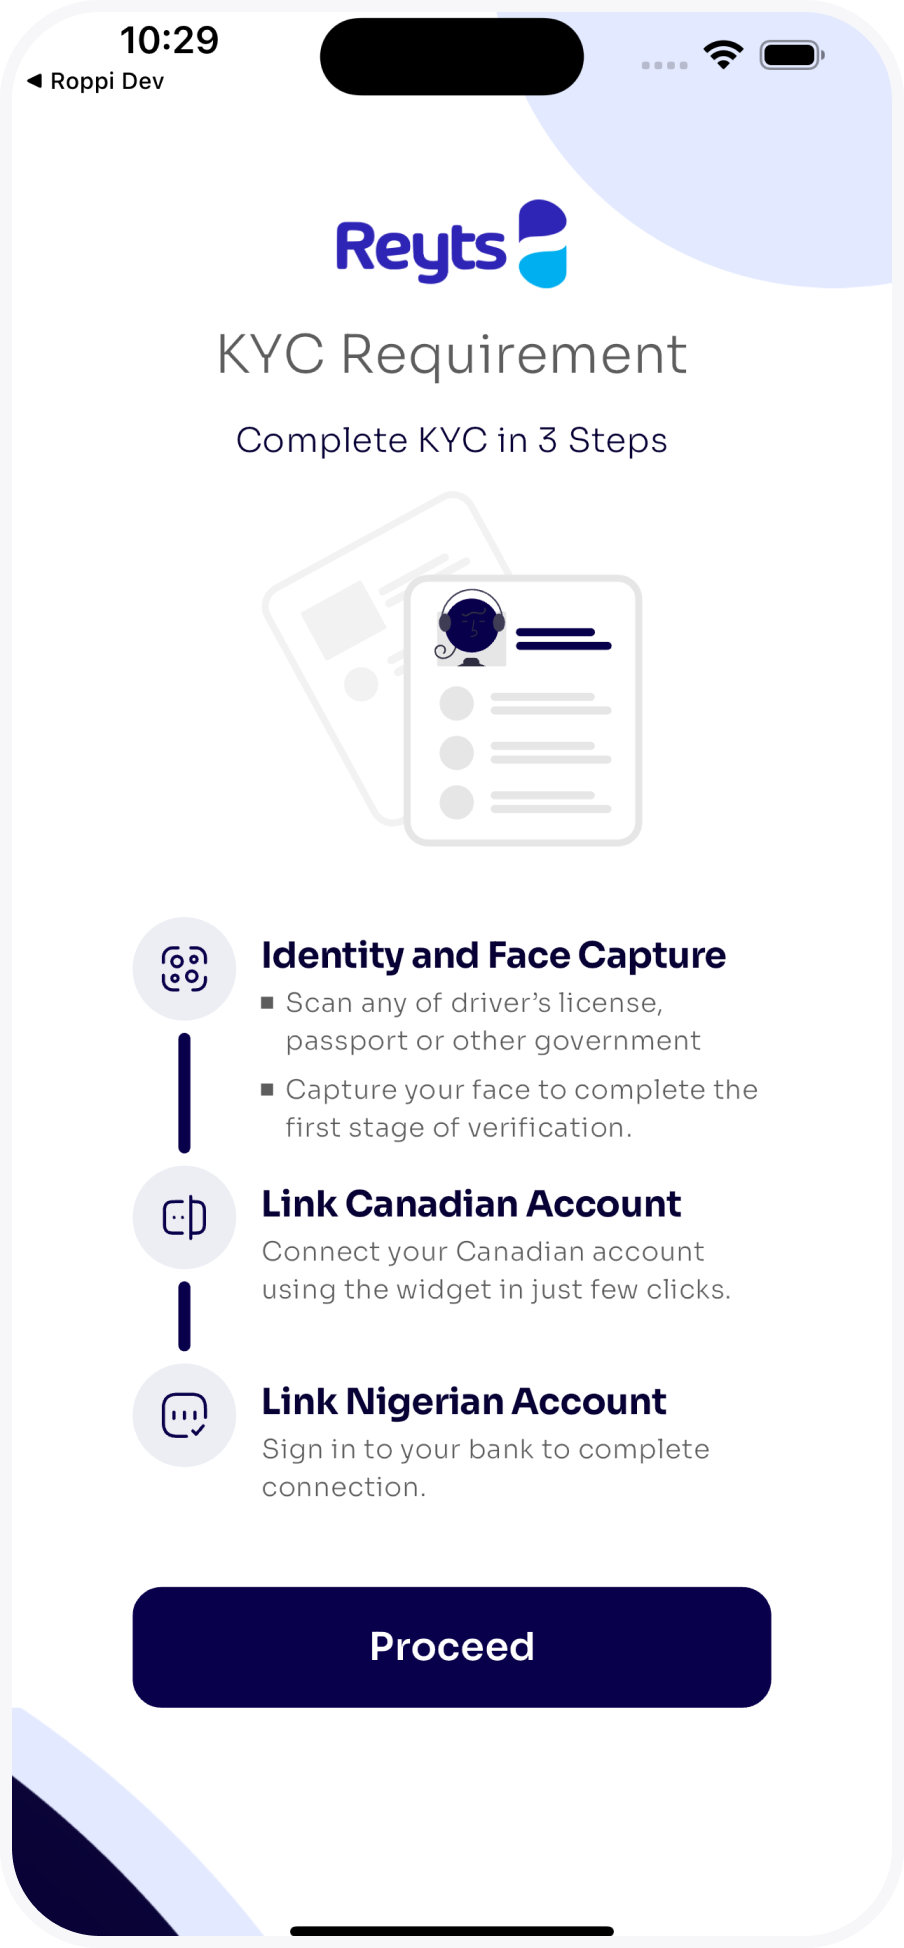 10:29
◀ Roppi Dev
Reyts
KYC Requirement
Complete KYC in 3 Steps
Identity and Face Capture
▪ Scan any of driver’s license,
passport or other government
▪ Capture your face to complete the
first stage of verification.
Link Canadian Account
Connect your Canadian account
using the widget in just few clicks.
Link Nigerian Account
Sign in to your bank to complete
connection.
Proceed